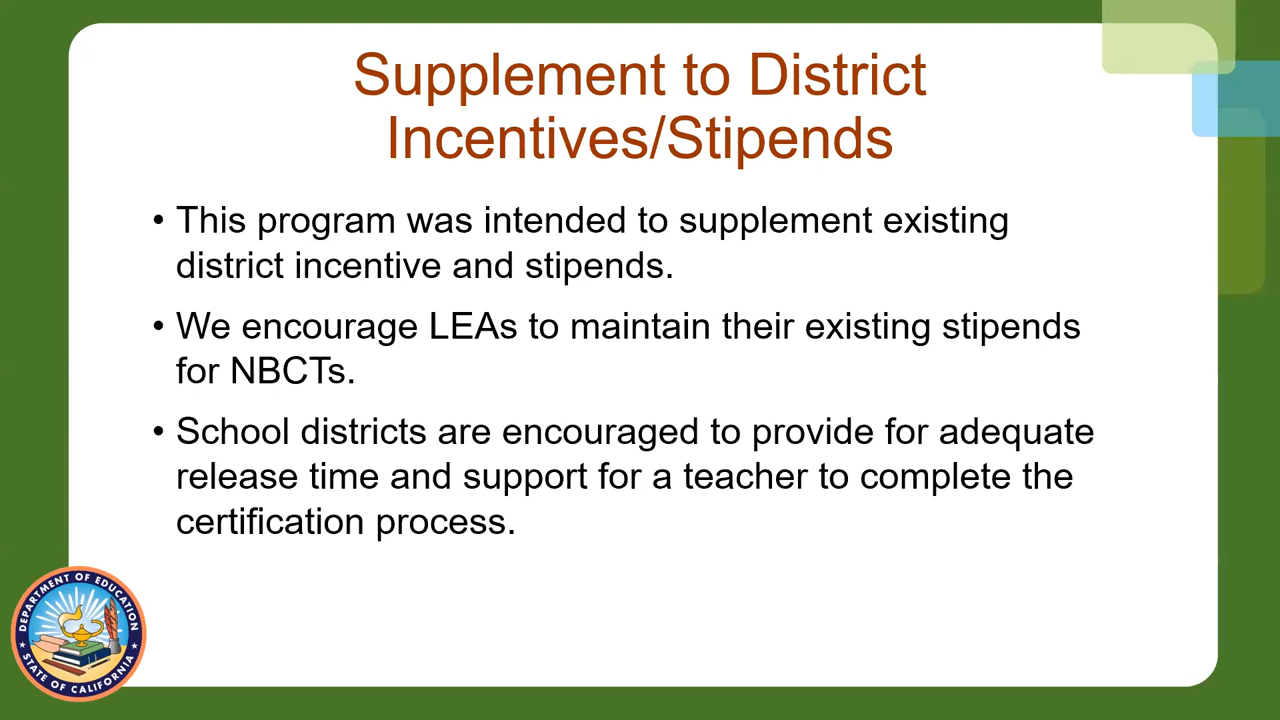 Supplement to District
Incentives/Stipends
• This program was intended to supplement existing
district incentive and stipends.
• We encourage LEAs to maintain their existing stipends
for NBCTs.
• School districts are encouraged to provide for adequate
release time and support for a teacher to complete the
certification process.
DEPARTMENT OF EDUCATION
STATE OF CALIFORNIA